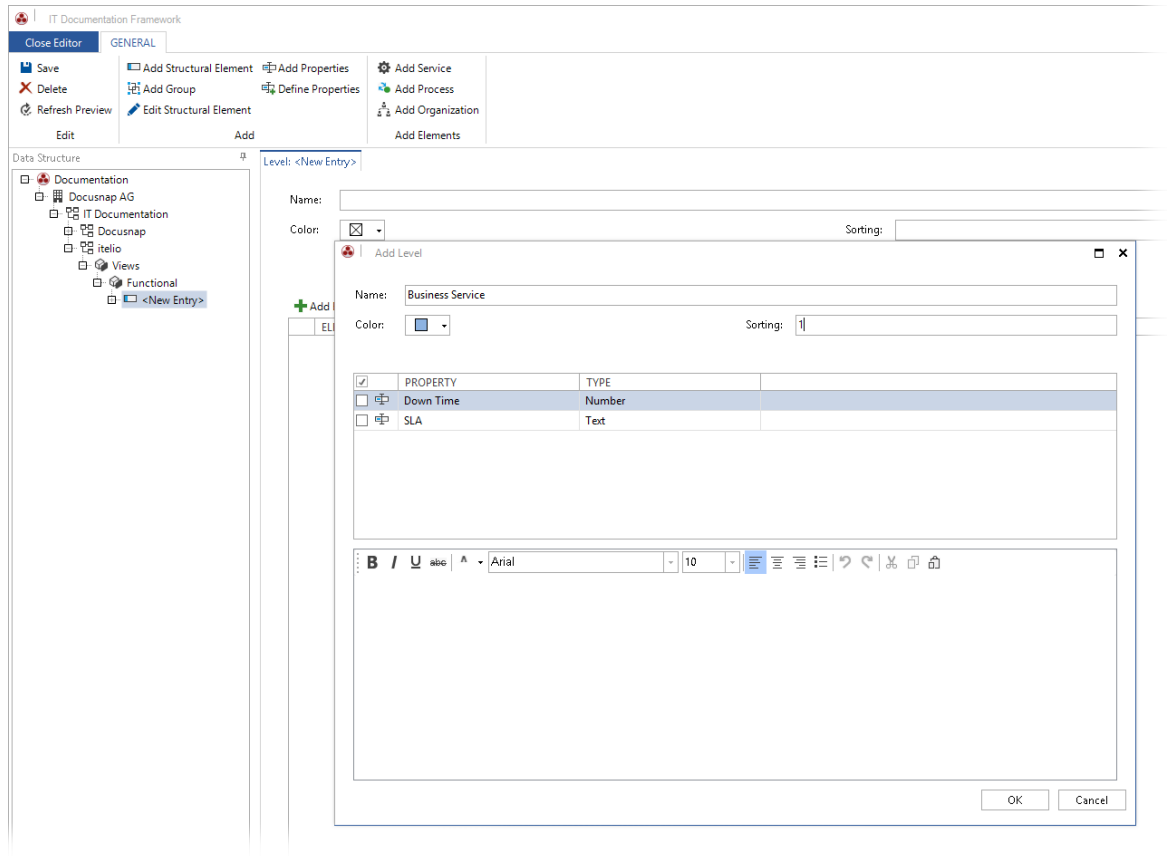 IT Documentation Framework
Close Editor GENERAL
Save Add Structural Element Add Properties Add Service
Delete Add Group Define Properties Add Process
Refresh Preview Edit Structural Element Add Organization
Edit Add Add Elements
Data Structure
Level: <New Entry>
Documentation
Docusnap AG
IT Documentation
Docusnap
itelio
Views
Functional
<New Entry>
Name:
Color: Sorting:
Add
Add Level
Name: Business Service
Color: Sorting: 1
PROPERTY TYPE
Down Time Number
SLA Text
B I U abc A Arial 10
OK Cancel